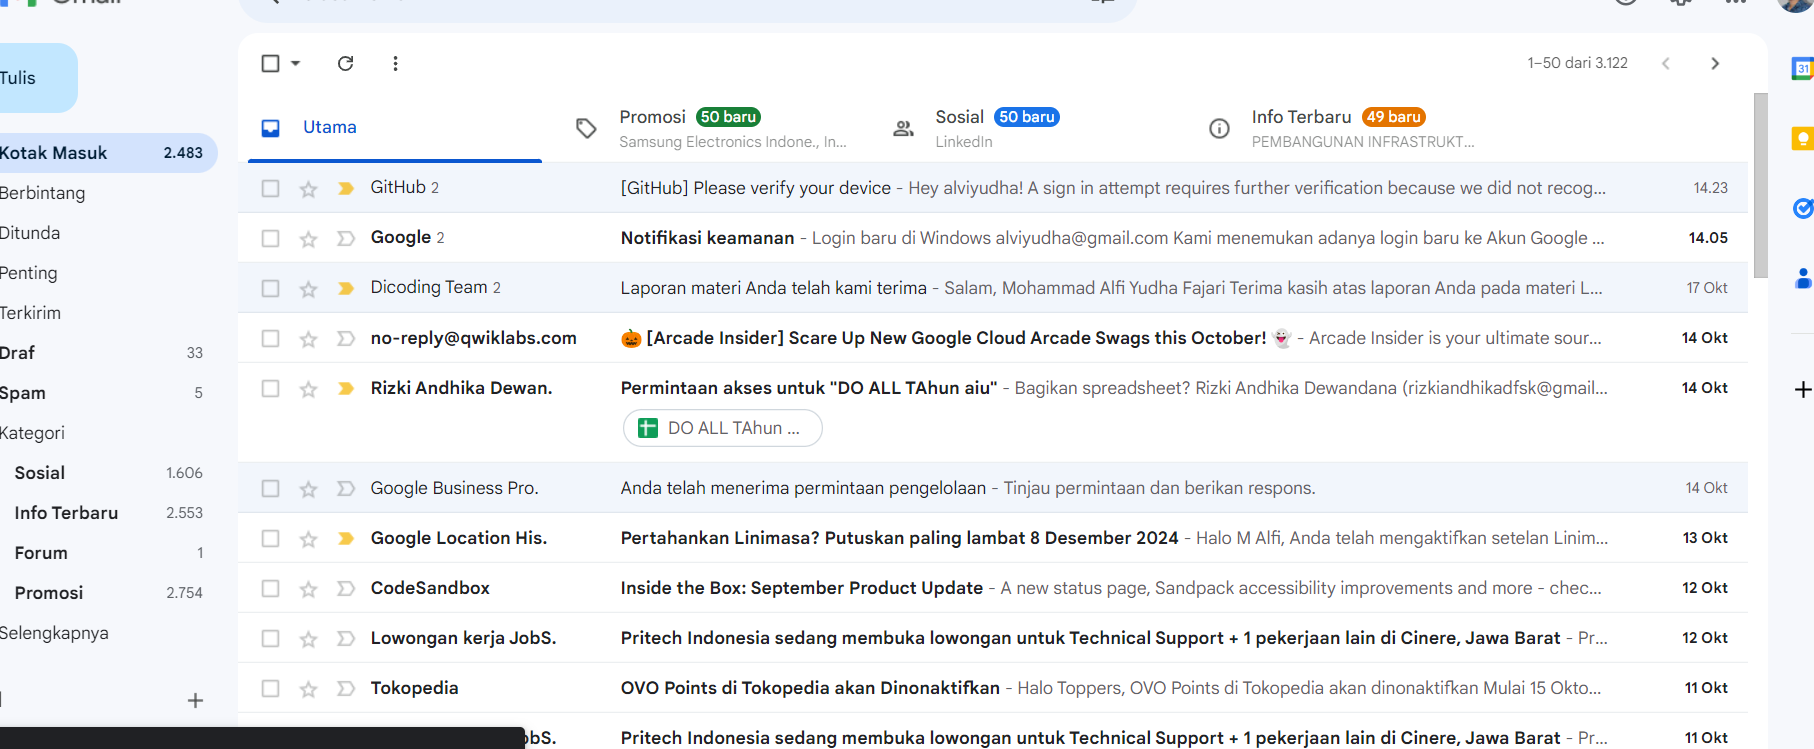 Tulis
1–50 dari 3.122
Utama
Promosi 50 baru
Samsung Electronics Indone., In...
Sosial 50 baru
LinkedIn
Info Terbaru 49 baru
PEMBANGUNAN INFRASTRUKT...
Kotak Masuk 2.483
Berbintang
Ditunda
Penting
Terkirim
Draf 33
Spam 5
Kategori
Sosial 1.606
Info Terbaru 2.553
Forum 1
Promosi 2.754
Selengkapnya
GitHub 2 [GitHub] Please verify your device - Hey alviyudha! A sign in attempt requires further verification because we did not recog... 14.23
Google 2 Notifikasi keamanan - Login baru di Windows alviyudha@gmail.com Kami menemukan adanya login baru ke Akun Google ... 14.05
Dicoding Team 2 Laporan materi Anda telah kami terima - Salam, Mohammad Alfi Yudha Fajari Terima kasih atas laporan Anda pada materi L... 17 Okt
no-reply@qwiklabs.com 🎃 [Arcade Insider] Scare Up New Google Cloud Arcade Swags this October! 👻 - Arcade Insider is your ultimate sour... 14 Okt
Rizki Andhika Dewan. Permintaan akses untuk "DO ALL TAhun aiu" - Bagikan spreadsheet? Rizki Andhika Dewandana (rizkiandhikadfsk@gmail... 14 Okt
DO ALL TAhun ...
Google Business Pro. Anda telah menerima permintaan pengelolaan - Tinjau permintaan dan berikan respons. 14 Okt
Google Location His. Pertahankan Linimasa? Putuskan paling lambat 8 Desember 2024 - Halo M Alfi, Anda telah mengaktifkan setelan Linim... 13 Okt
CodeSandbox Inside the Box: September Product Update - A new status page, Sandpack accessibility improvements and more - chec... 12 Okt
Lowongan kerja JobS. Pritech Indonesia sedang membuka lowongan untuk Technical Support + 1 pekerjaan lain di Cinere, Jawa Barat - Pr... 12 Okt
Tokopedia OVO Points di Tokopedia akan Dinonaktifkan - Halo Toppers, OVO Points di Tokopedia akan dinonaktifkan Mulai 15 Okto... 11 Okt
bS. Pritech Indonesia sedang membuka lowongan untuk Technical Support + 1 pekerjaan lain di Cinere, Jawa Barat - Pr... 11 Okt
31